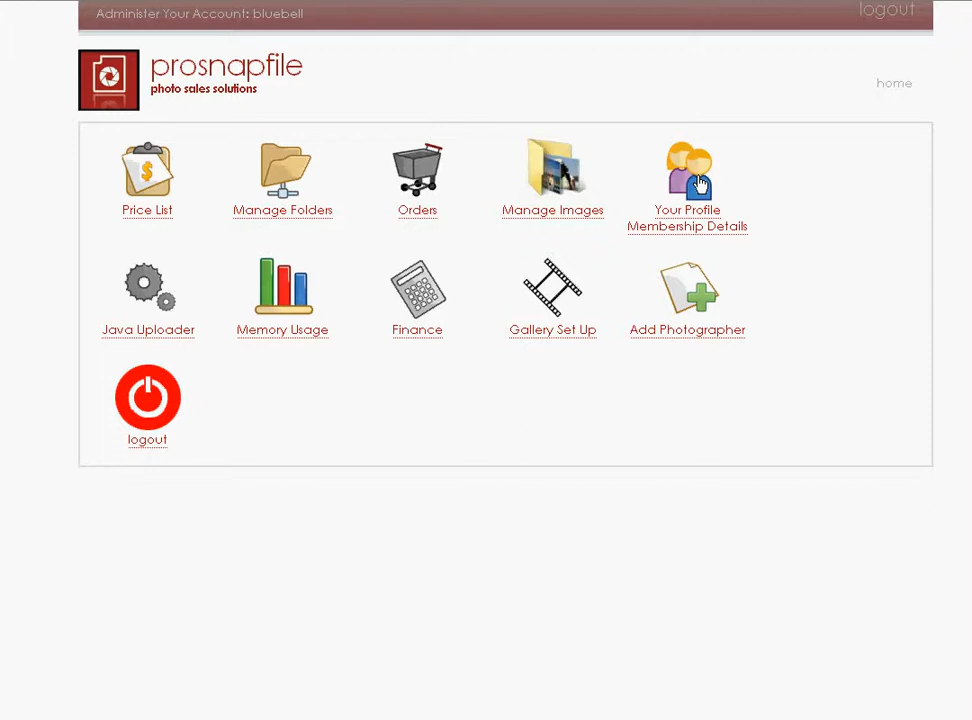 Administer Your Account: bluebell
logout
prosnapfile
photo sales solutions
home
$
Price List
Manage Folders
Orders
Manage Images
Your Profile
Membership Details
Java Uploader
Memory Usage
Finance
Gallery Set Up
Add Photographer
logout